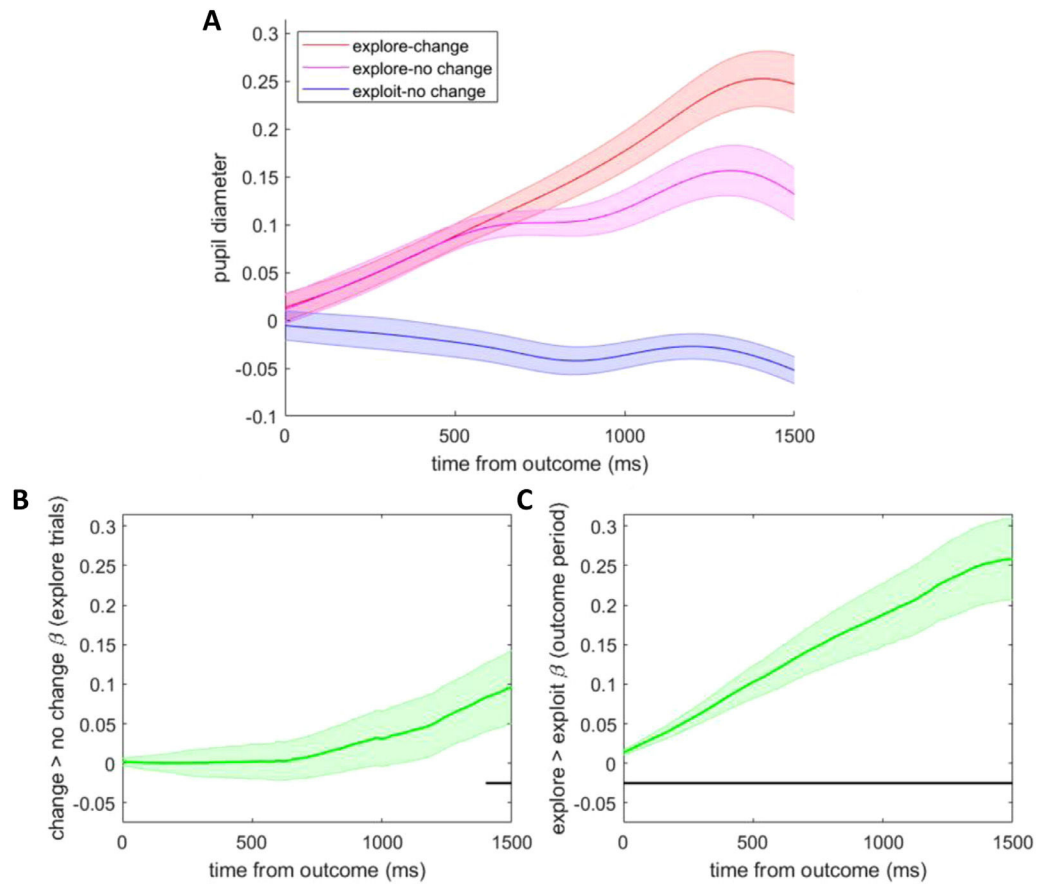 A
0.3
0.25
0.2
0.15
0.1
0.05
0
-0.05
-0.1
pupil diameter
explore-change
explore-no change
exploit-no change
0 500 1000 1500
time from outcome (ms)
B
change > no change β (explore trials)
0.3
0.25
0.2
0.15
0.1
0.05
0
-0.05
0 500 1000 1500
time from outcome (ms)
C
explore > exploit β (outcome period)
0.3
0.25
0.2
0.15
0.1
0.05
0
-0.05
0 500 1000 1500
time from outcome (ms)